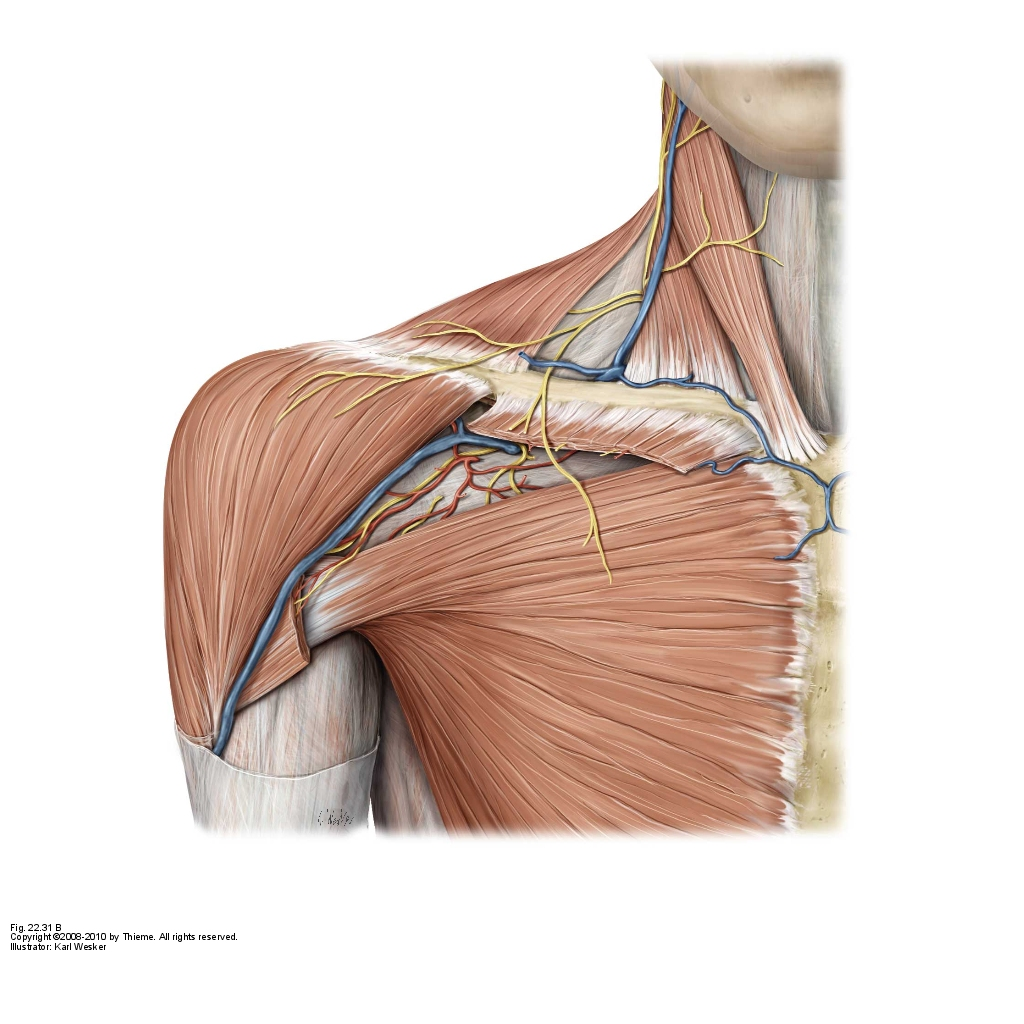 Fig. 22.31 B
Copyright ©2008-2010 by Thieme. All rights reserved.
Illustrator: Karl Wesker